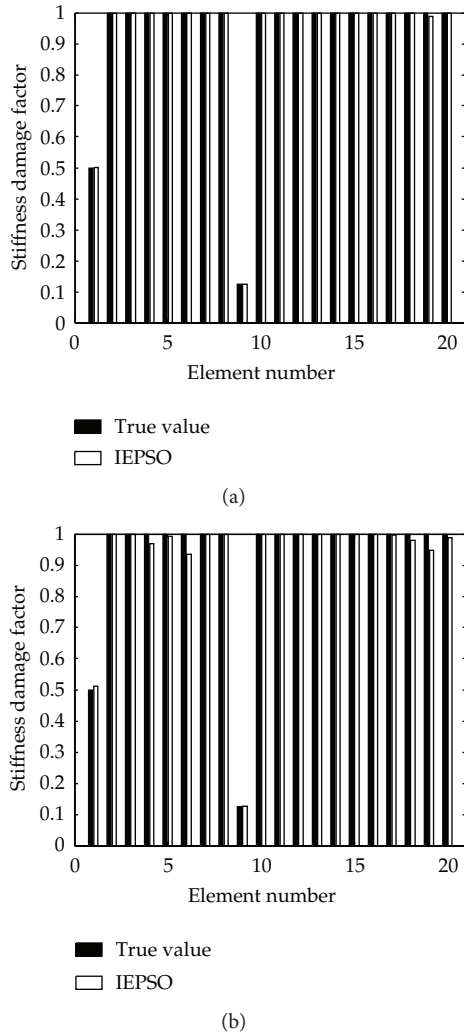 1
0.9
0.8
0.7
0.6
0.5
0.4
0.3
0.2
0.1
0
Stiffness damage factor
0 5 10 15 20
Element number
True value
IEPSO
(a)
1
0.9
0.8
0.7
0.6
0.5
0.4
0.3
0.2
0.1
0
Stiffness damage factor
0 5 10 15 20
Element number
True value
IEPSO
(b)